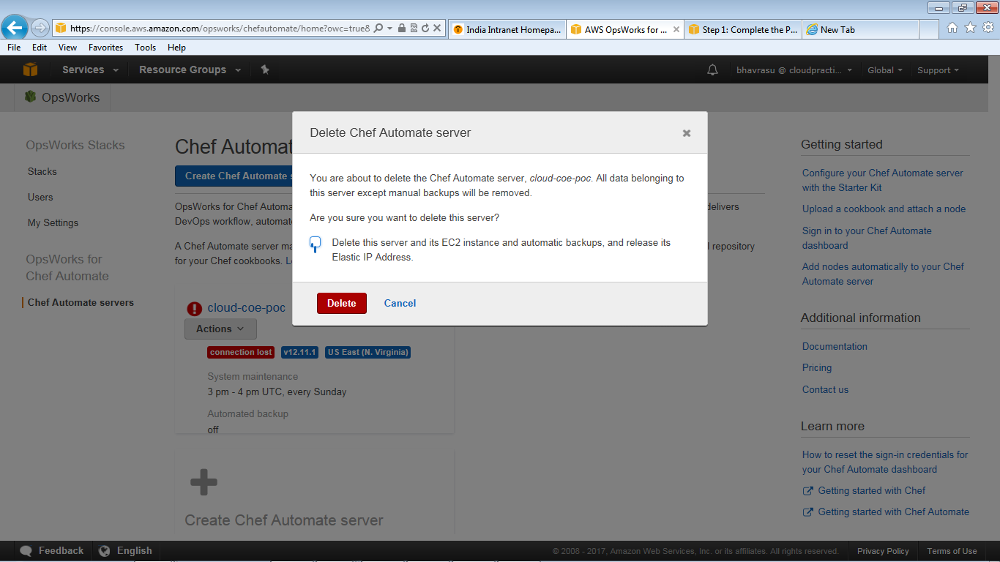 https://console.aws.amazon.com/opsworks/chefautomate/home?owc=true&
India Intranet Homepa...
AWS OpsWorks for ...
Step 1: Complete the P...
New Tab
File Edit View Favorites Tools Help
Services
Resource Groups
bhavrasu @ cloudpracti...
Global
Support
OpsWorks
OpsWorks Stacks
Stacks
Users
My Settings
OpsWorks for
Chef Automate
Chef Automate servers
Chef Automat
Create Chef Automate s
OpsWorks for Chef Automa
delivers
DevOps workflow, automat
A Chef Automate server ma
repository
for your Chef cookbooks.
Delete Chef Automate server
You are about to delete the Chef Automate server, cloud-coe-poc. All data belonging to
this server except manual backups will be removed.
Are you sure you want to delete this server?
Delete this server and its EC2 instance and automatic backups, and release its
Elastic IP Address.
Delete
Cancel
cloud-coe-poc
Actions
connection lost
v12.11.1
US East (N. Virginia)
System maintenance
3 pm - 4 pm UTC, every Sunday
Automated backup
off
Create Chef Automate server
Getting started
Configure your Chef Automate server
with the Starter Kit
Upload a cookbook and attach a node
Sign in to your Chef Automate
dashboard
Add nodes automatically to your Chef
Automate server
Additional information
Documentation
Pricing
Contact us
Learn more
How to reset the sign-in credentials for
your Chef Automate dashboard
Getting started with Chef
Getting started with Chef Automate
Feedback
English
© 2008 - 2017, Amazon Web Services, Inc. or its affiliates. All rights reserved.
Privacy Policy
Terms of Use